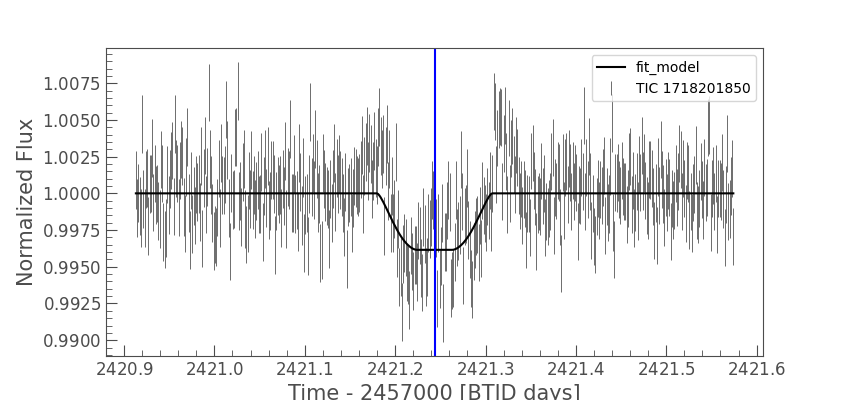 fit_model
TIC 1718201850
1.0075
1.0050
1.0025
1.0000
0.9975
0.9950
0.9925
0.9900
Normalized Flux
2420.9 2421.0 2421.1 2421.2 2421.3 2421.4 2421.5 2421.6
Time - 2457000 [BTJD days]